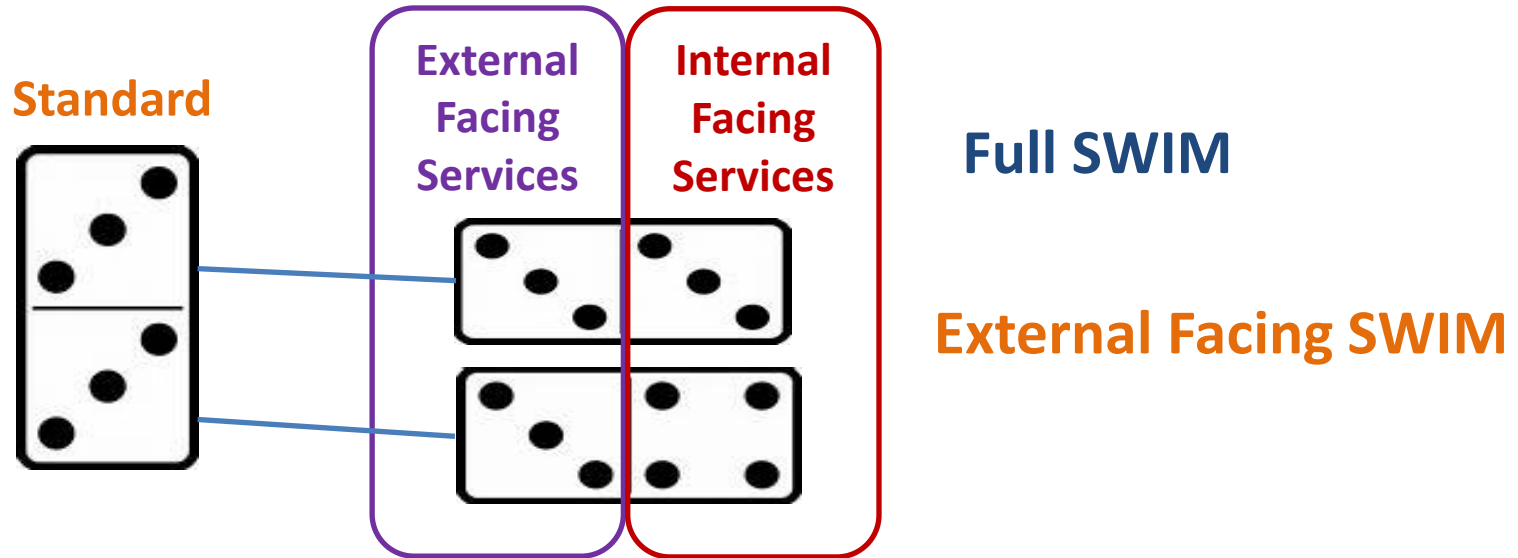 Standard
External
Facing
Services
Internal
Facing
Services
Full SWIM
External Facing SWIM